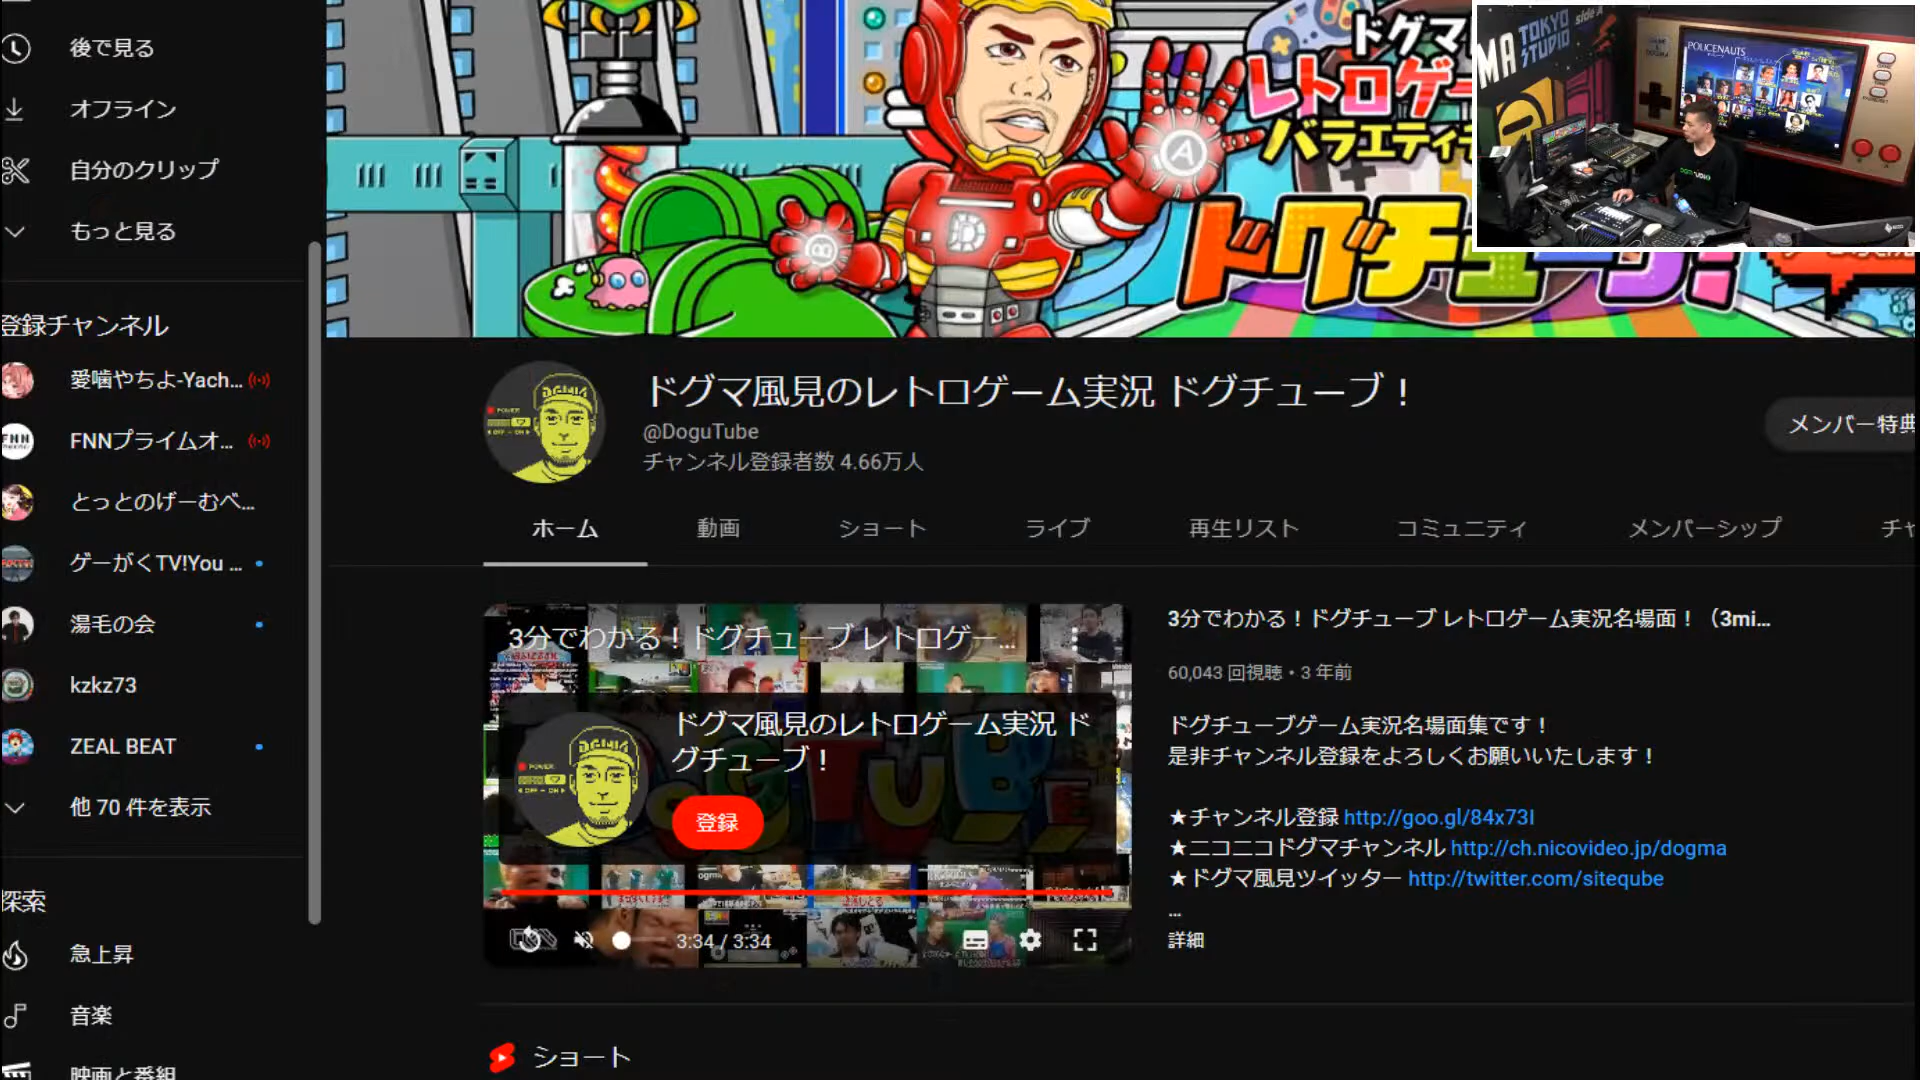 後で見る
オフライン
自分のクリップ
もっと見る
登録チャンネル
愛噛やちよ-Yach...
FNNプライムオ...
とっとのげーむべ...
ゲーがくTV!You ...
湯毛の会
kzkz73
ZEAL BEAT
他 70 件を表示
探索
急上昇
音楽
映画と番組
ドグマ
レトロゲー
バラエティ
ドグチューブ!
TOKYO
STUDIO
side A
POLICENAUTS
ドグマ風見のレトロゲーム実況 ドグチューブ！
@DoguTube
チャンネル登録者数 4.66万人
メンバー特典
ホーム
動画
ショート
ライブ
再生リスト
コミュニティ
メンバーシップ
チャ
3分でわかる！ドグチューブ レトロゲー...
ドグマ風見のレトロゲーム実況 ド
グチューブ！
登録
3:34 / 3:34
3分でわかる！ドグチューブ レトロゲーム実況名場面！（3mi...
60,043 回視聴・3 年前
ドグチューブゲーム実況名場面集です！
是非チャンネル登録をよろしくお願いいたします！
★チャンネル登録 http://goo.gl/84x73I
★ニコニコドグマチャンネル http://ch.nicovideo.jp/dogma
★ドグマ風見ツイッター http://twitter.com/siteqube
...
詳細
ショート